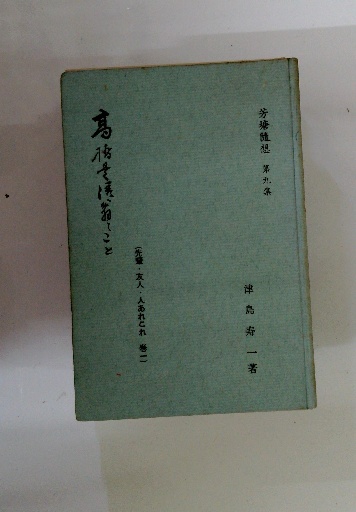 芳塘随想 第九集
高橋是清翁のこと
(先輩・友人・人あれこれ 巻一)
津島寿一著